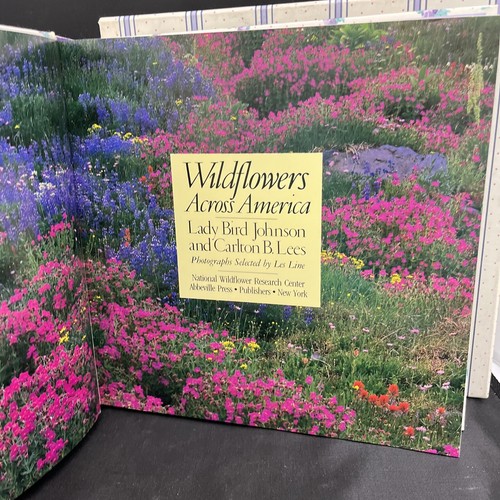 Wildflowers
Across America
Lady Bird Johnson
and Carlton B. Lees
Photographs Selected by Les Line
National Wildflower Research Center
Abbeville Press • Publishers • New York